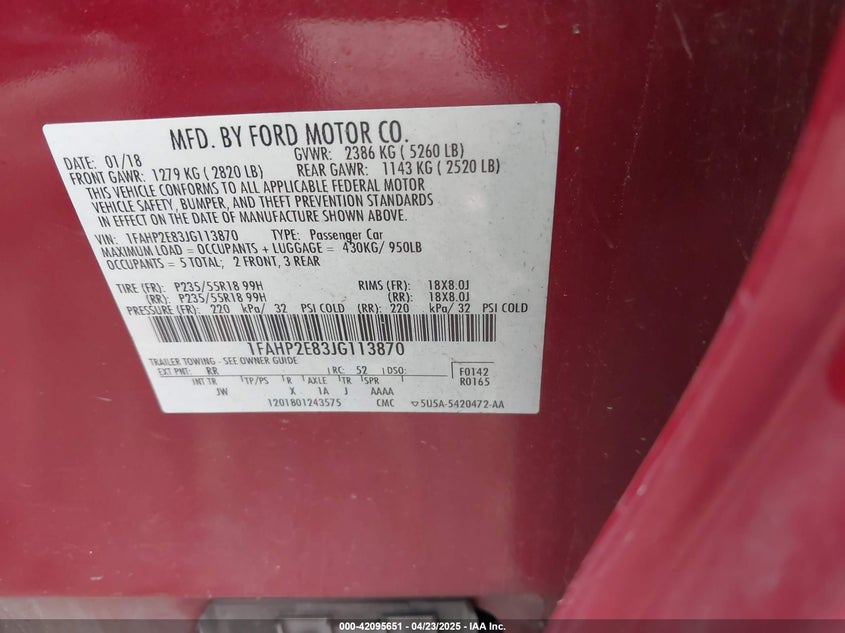 MFD. BY FORD MOTOR CO.
DATE: 01/18 GVWR: 2386 KG ( 5260 LB)
FRONT GAWR: 1279 KG ( 2820 LB) REAR GAWR: 1143 KG ( 2520 LB)
THIS VEHICLE CONFORMS TO ALL APPLICABLE FEDERAL MOTOR
VEHICLE SAFETY, BUMPER, AND THEFT PREVENTION STANDARDS
IN EFFECT ON THE DATE OF MANUFACTURE SHOWN ABOVE.
VIN: 1FAHP2E83JG113870 TYPE: Passenger Car
MAXIMUM LOAD = OCCUPANTS + LUGGAGE = 430KG/ 950LB
OCCUPANTS = 5 TOTAL; 2 FRONT, 3 REAR
TIRE (FR): P235/55R18 99H RIMS (FR): 18X8.0J
(RR): P235/55R18 99H (RR): 18X8.0J
PRESSURE (FR): 220 kPa/ 32 PSI COLD (RR): 220 kPa/ 32 PSI COLD
1FAHP2E83JG113870
TRAILER TOWING - SEE OWNER GUIDE
EXT PNT: RR RC: 52 DSO: F0142
INT TR TP/PS R AXLE TR SPR R0165
JW X 1A J AAAA
1201801243575 CMC ▽5U5A-5420472-AA
000-42095651 - 04/23/2025 - IAAI.COM